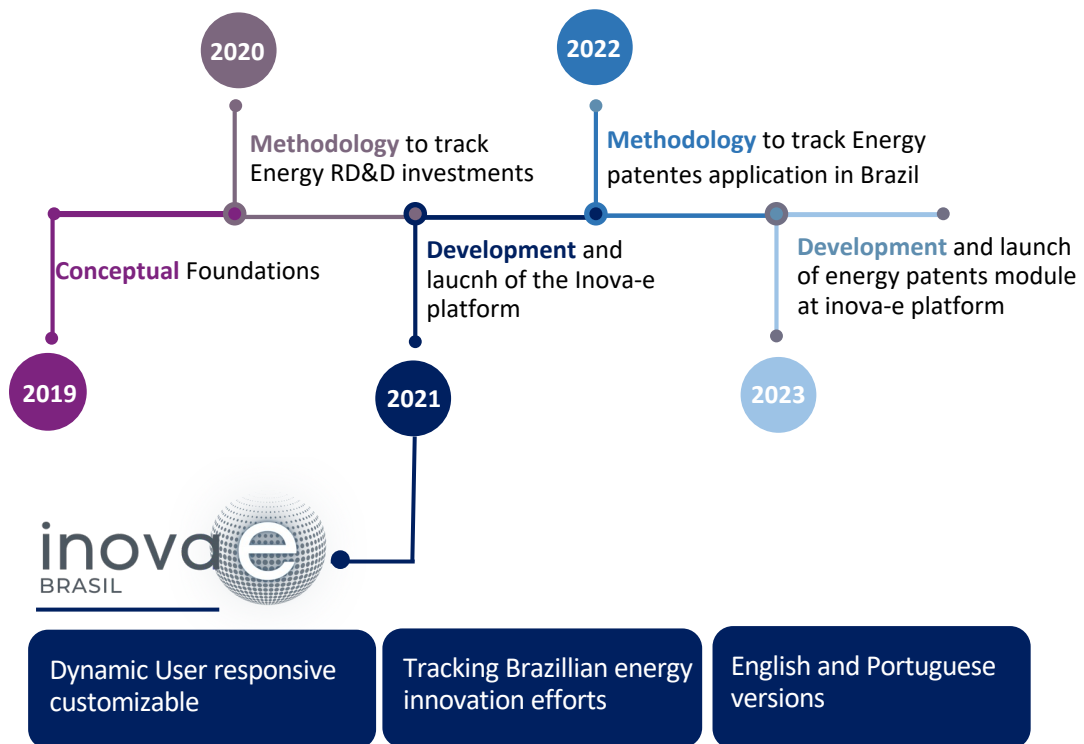 2020
2022
Methodology to track
Energy RD&D investments
Methodology to track Energy
patentes application in Brazil
Conceptual Foundations
Development and
laucnh of the Inova-e
platform
Development and launch
of energy patents module
at inova-e platform
2019
2021
2023
inova e
BRASIL
Dynamic User responsive
customizable
Tracking Brazillian energy
innovation efforts
English and Portuguese
versions